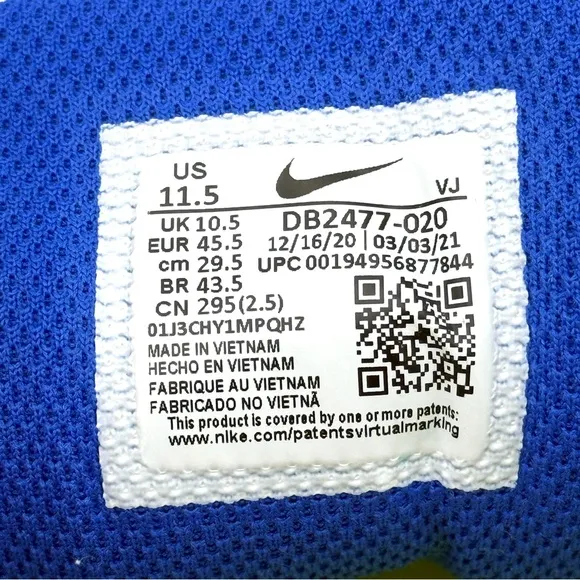 US
11.5
VJ
UK 10.5
DB2477-020
EUR 45.5
12/16/20 | 03/03/21
cm 29.5
UPC 00194956877844
BR 43.5
CN 295(2.5)
01J3CHY1MPQHZ
MADE IN VIETNAM
HECHO EN VIETNAM
FABRIQUE AU VIETNAM
FABRICADO NO VIETNÃ
This product is covered by one or more patents:
www.nike.com/patentsvirtualmarking